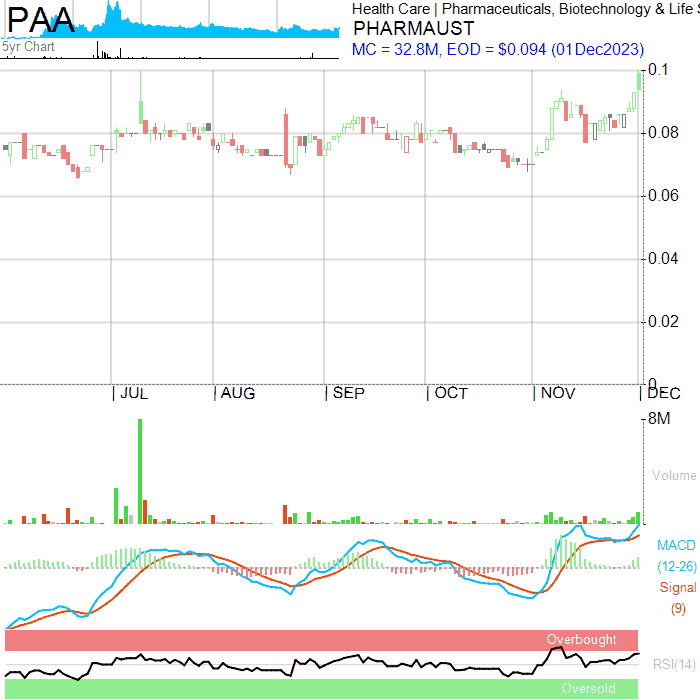 PAA
5yr Chart
Health Care | Pharmaceuticals, Biotechnology & Life S
PHARMAUST
MC = 32.8M, EOD = $0.094 (01Dec2023)
0.1
0.08
0.06
0.04
0.02
0
| JUL | AUG | SEP | OCT | NOV | DEC
8M
Volume
MACD
(12-26)
Signal
(9)
Overbought
RSI(14)
Oversold